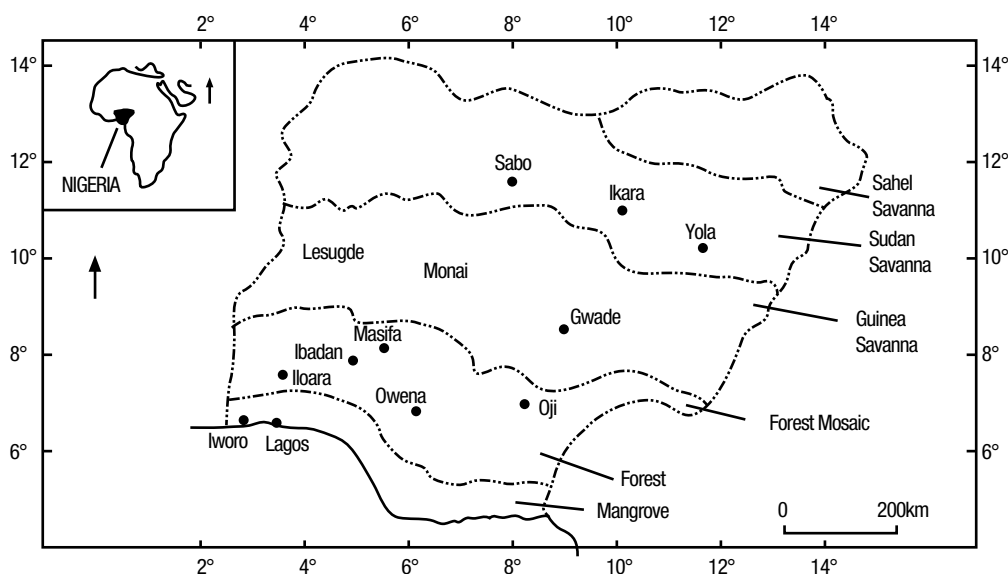 2° 4° 6° 8° 10° 12° 14°
14° 14°
NIGERIA
12° 12°
Sabo
Ikara
Sahel
Savanna
Yola
Sudan
Savanna
10° 10°
Lesugde
Monai
Gwade
Guinea
Savanna
8° 8°
Masifa
Ibadan
Iloara
Owena
Oji
Forest Mosaic
Iworo
Lagos
6° 6°
Forest
Mangrove
0 200km
2° 4° 6° 8° 10° 12° 14°